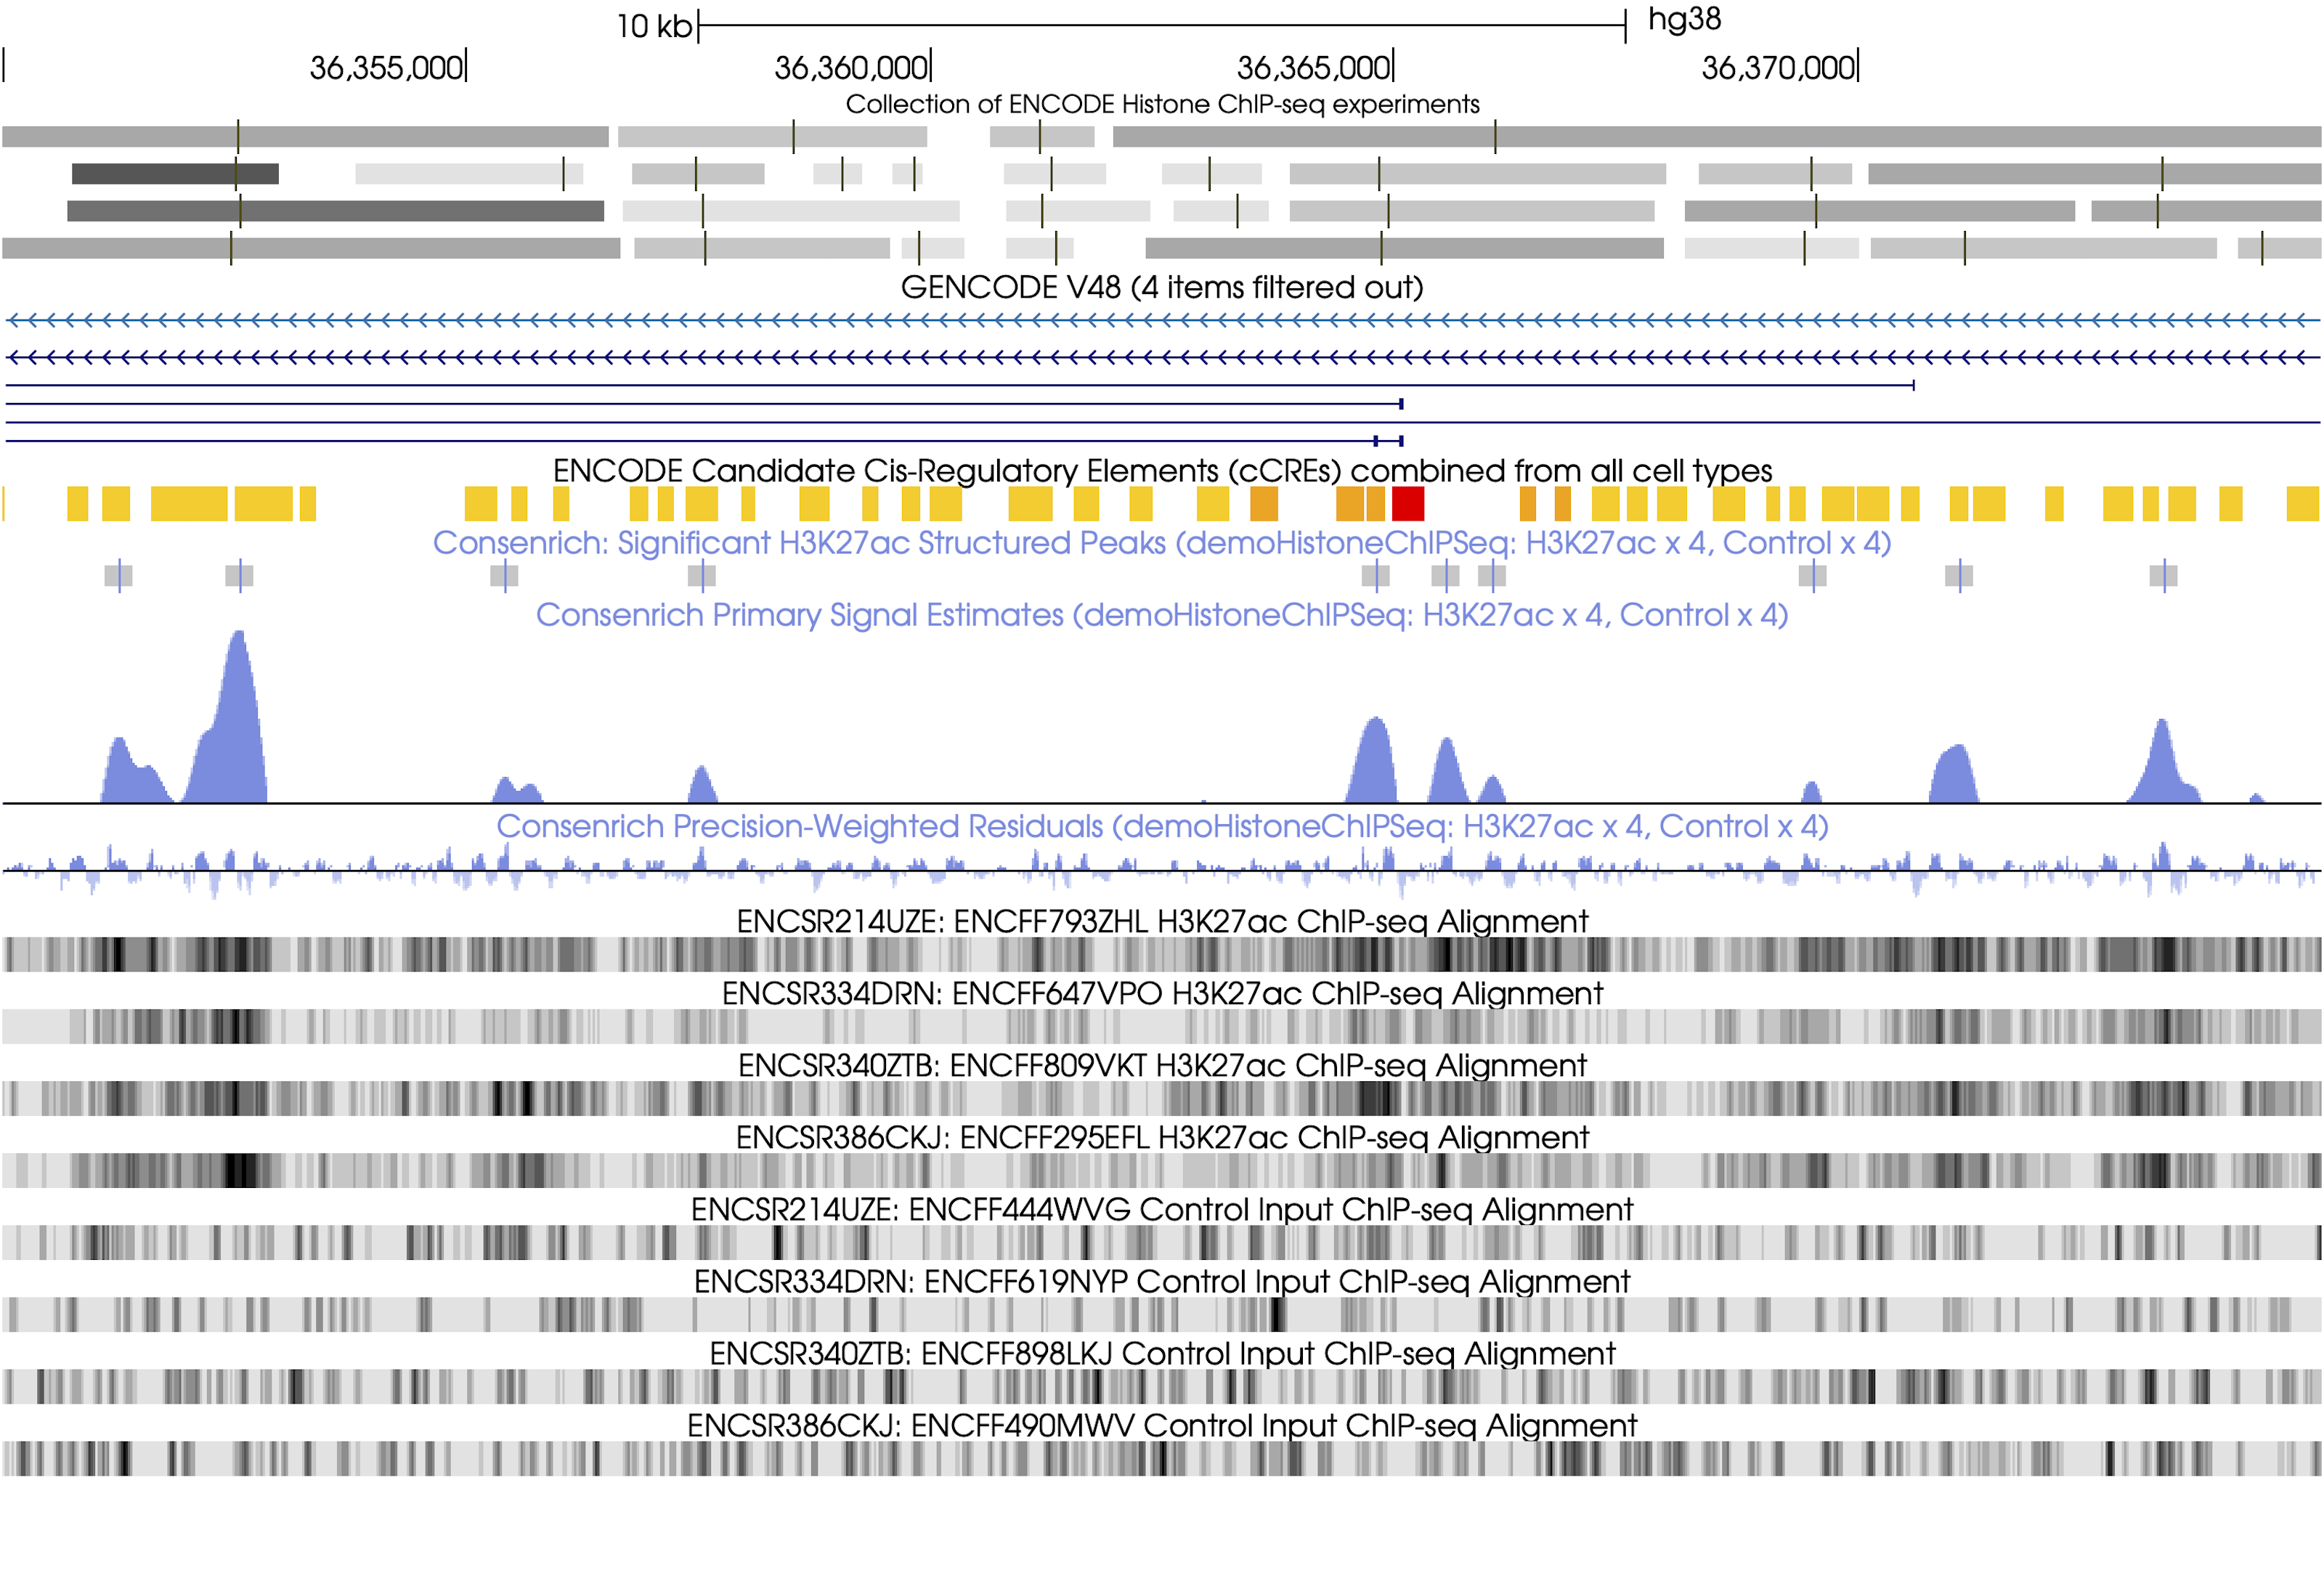 10 kb hg38
36,355,000 36,360,000 36,365,000 36,370,000
Collection of ENCODE Histone ChIP-seq experiments
GENCODE V48 (4 items filtered out)
ENCODE Candidate Cis-Regulatory Elements (cCREs) combined from all cell types
Consenrich: Significant H3K27ac Structured Peaks (demoHistoneChIPSeq: H3K27ac x 4, Control x 4)
Consenrich Primary Signal Estimates (demoHistoneChIPSeq: H3K27ac x 4, Control x 4)
Consenrich Precision-Weighted Residuals (demoHistoneChIPSeq: H3K27ac x 4, Control x 4)
ENCSR214UZE: ENCFF793ZHL H3K27ac ChIP-seq Alignment
ENCSR334DRN: ENCFF647VPO H3K27ac ChIP-seq Alignment
ENCSR340ZTB: ENCFF809VKT H3K27ac ChIP-seq Alignment
ENCSR386CKJ: ENCFF295EFL H3K27ac ChIP-seq Alignment
ENCSR214UZE: ENCFF444WVG Control Input ChIP-seq Alignment
ENCSR334DRN: ENCFF619NYP Control Input ChIP-seq Alignment
ENCSR340ZTB: ENCFF898LKJ Control Input ChIP-seq Alignment
ENCSR386CKJ: ENCFF490MWV Control Input ChIP-seq Alignment